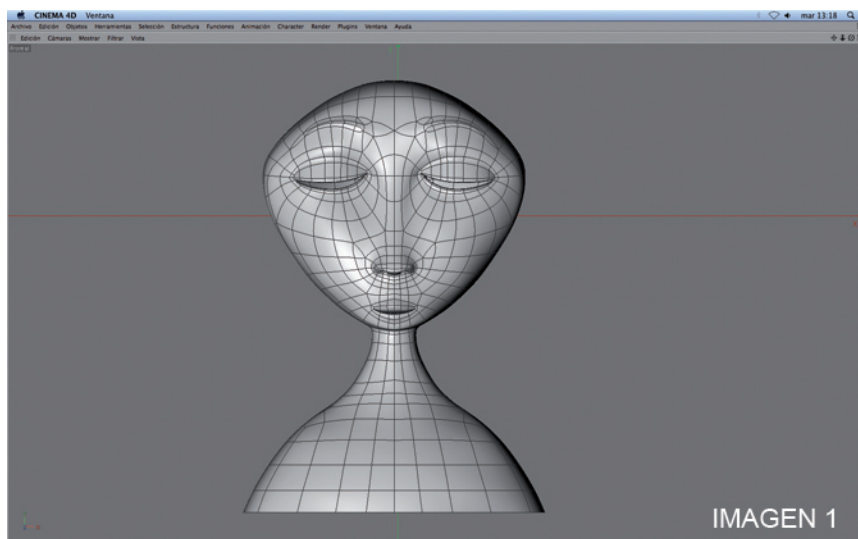 CINEMA 4D Ventana mar 13:18
Archivo Edición Objetos Herramientas Selección Estructura Funciones Animación Character Render Plugins Ventana Ayuda
Edición Cámaras Mostrar Filtrar Vista
Frontal
IMAGEN 1